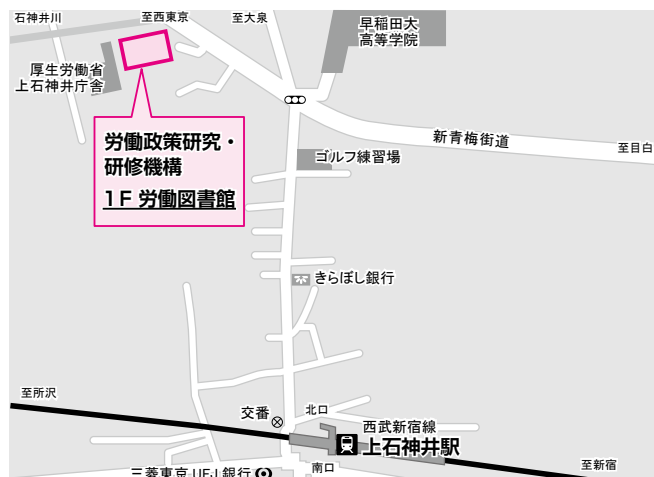 石神井川
至西東京
至大泉
早稲田大
高等学院
厚生労働省
上石神井庁舎
労働政策研究・
研修機構
1F 労働図書館
新青梅街道
至目白
ゴルフ練習場
きらぼし銀行
至所沢
交番
北口
西武新宿線
上石神井駅
至新宿
南口
三菱東京UFJ銀行